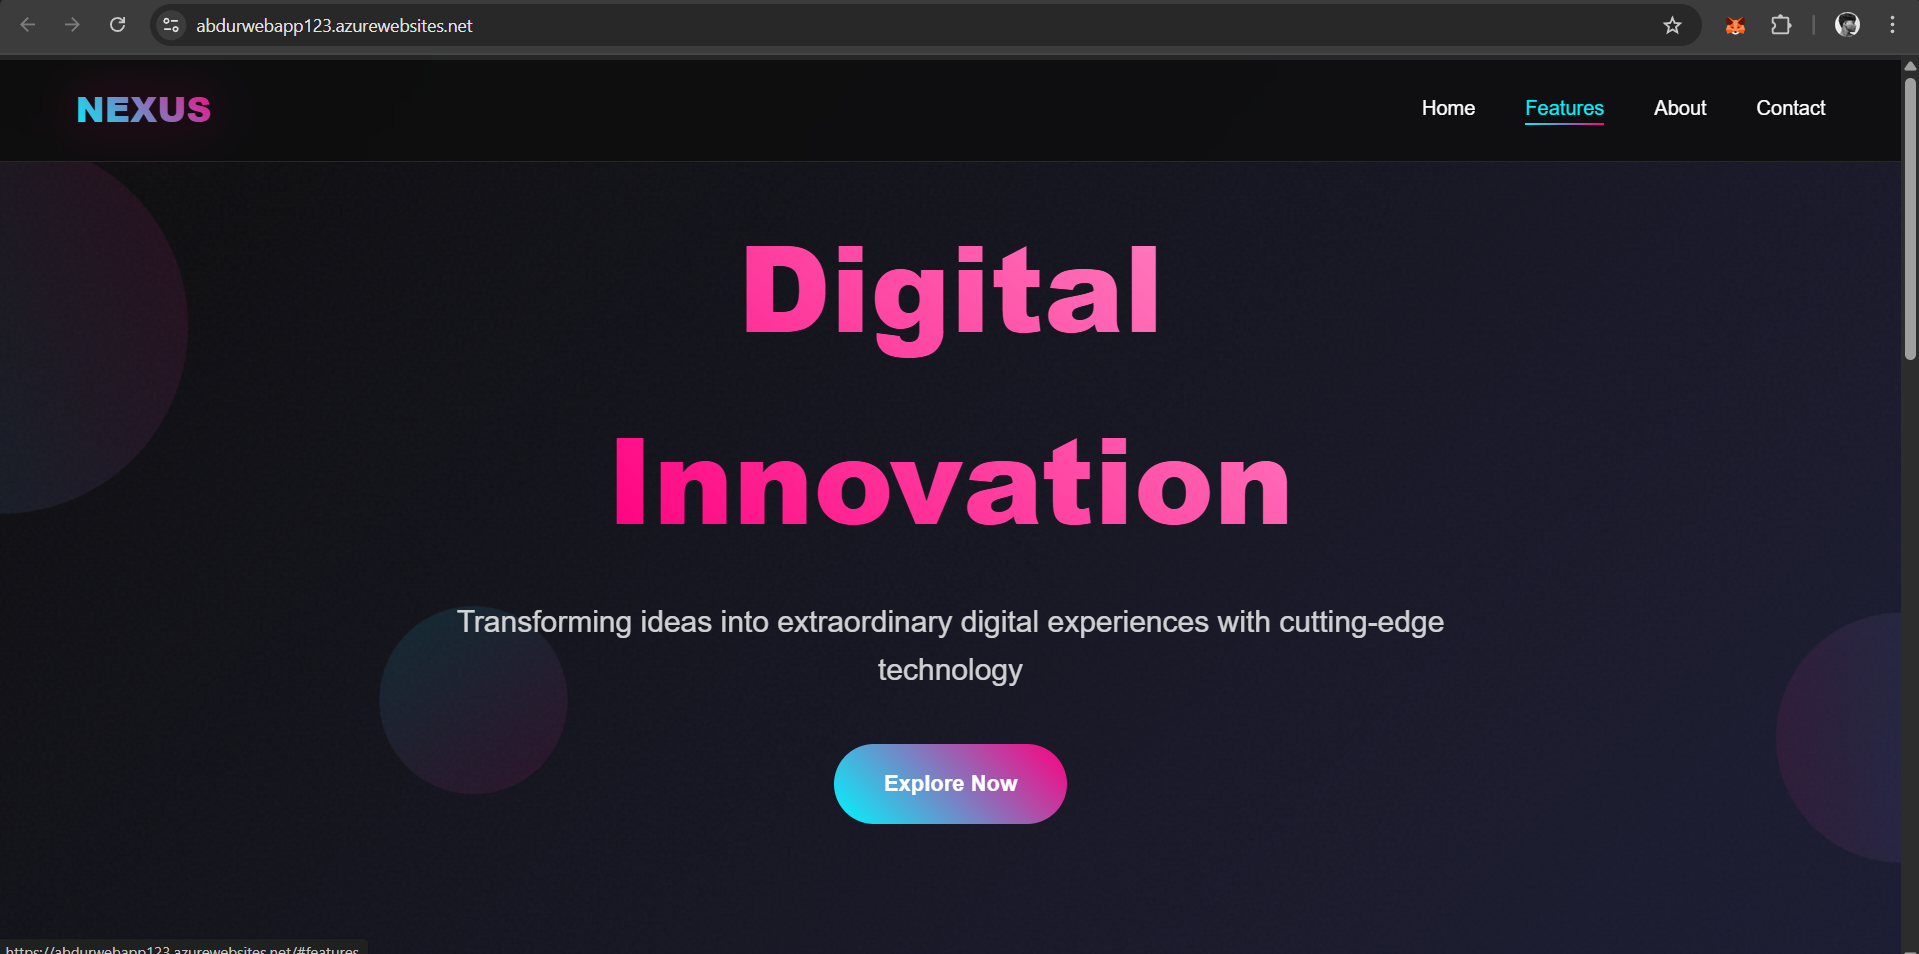 abdurwebapp123.azurewebsites.net
NEXUS
Home Features About Contact
Digital
Innovation
Transforming ideas into extraordinary digital experiences with cutting-edge
technology
Explore Now
https://abdurwebapp123.azurewebsites.net/#features